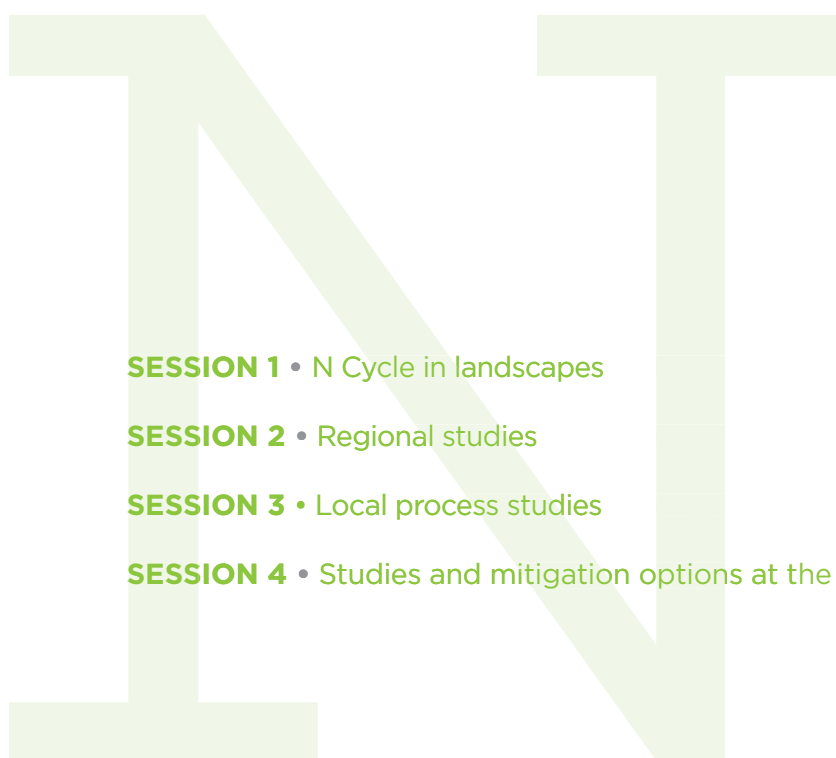 N
SESSION 1 • N Cycle in landscapes
SESSION 2 • Regional studies
SESSION 3 • Local process studies
SESSION 4 • Studies and mitigation options at the